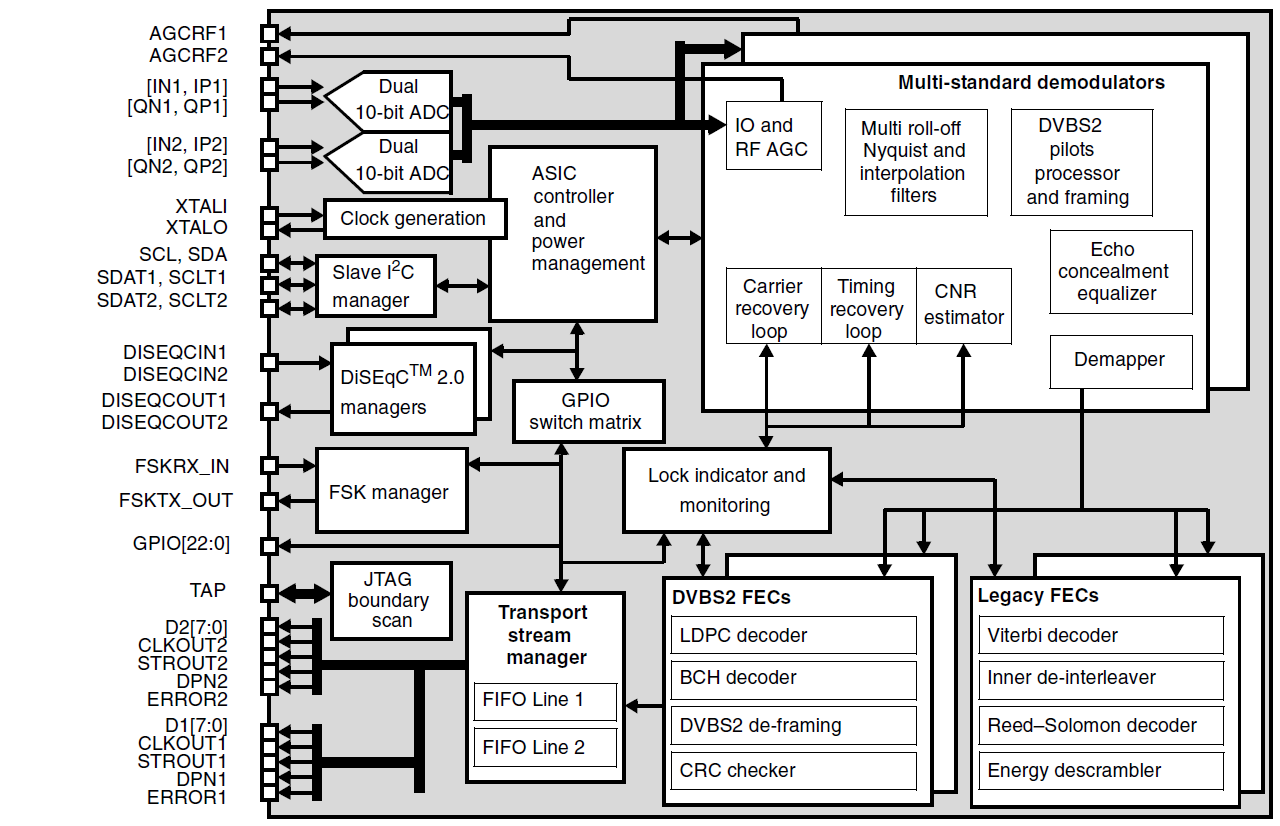 AGCRF1
AGCRF2
[IN1, IP1]
[QN1, QP1]
[IN2, IP2]
[QN2, QP2]
XTALI
XTALO
SCL, SDA
SDAT1, SCLT1
SDAT2, SCLT2
DISEQCIN1
DISEQCIN2
DISEQCOUT1
DISEQCOUT2
FSKRX_IN
FSKTX_OUT
GPIO[22:0]
TAP
D2[7:0]
CLKOUT2
STROUT2
DPN2
ERROR2
D1[7:0]
CLKOUT1
STROUT1
DPN1
ERROR1
Dual
10-bit ADC
Dual
10-bit ADC
Clock generation
Slave I2C
manager
DiSEqCTM 2.0
managers
FSK manager
JTAG
boundary
scan
ASIC
controller
and
power
management
GPIO
switch matrix
Transport
stream
manager
FIFO Line 1
FIFO Line 2
Multi-standard demodulators
IO and
RF AGC
Multi roll-off
Nyquist and
interpolation
filters
DVBS2
pilots
processor
and framing
Echo
concealment
equalizer
Carrier
recovery
loop
Timing
recovery
loop
CNR
estimator
Demapper
Lock indicator and
monitoring
DVBS2 FECs
LDPC decoder
BCH decoder
DVBS2 de-framing
CRC checker
Legacy FECs
Viterbi decoder
Inner de-interleaver
Reed–Solomon decoder
Energy descrambler